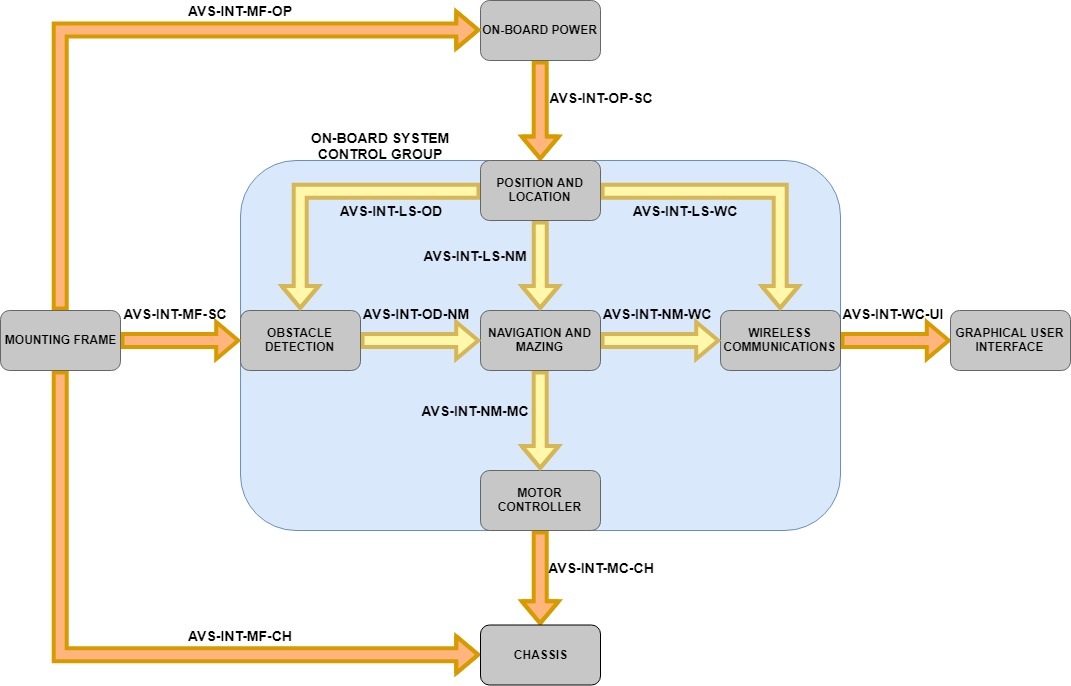 AVS-INT-MF-OP
ON-BOARD POWER
AVS-INT-OP-SC
ON-BOARD SYSTEM
CONTROL GROUP
POSITION AND
LOCATION
AVS-INT-LS-OD
AVS-INT-LS-WC
AVS-INT-LS-NM
MOUNTING FRAME
AVS-INT-MF-SC
OBSTACLE
DETECTION
AVS-INT-OD-NM
NAVIGATION AND
MAZING
AVS-INT-NM-WC
WIRELESS
COMMUNICATIONS
AVS-INT-WC-UI
GRAPHICAL USER
INTERFACE
AVS-INT-NM-MC
MOTOR
CONTROLLER
AVS-INT-MC-CH
AVS-INT-MF-CH
CHASSIS